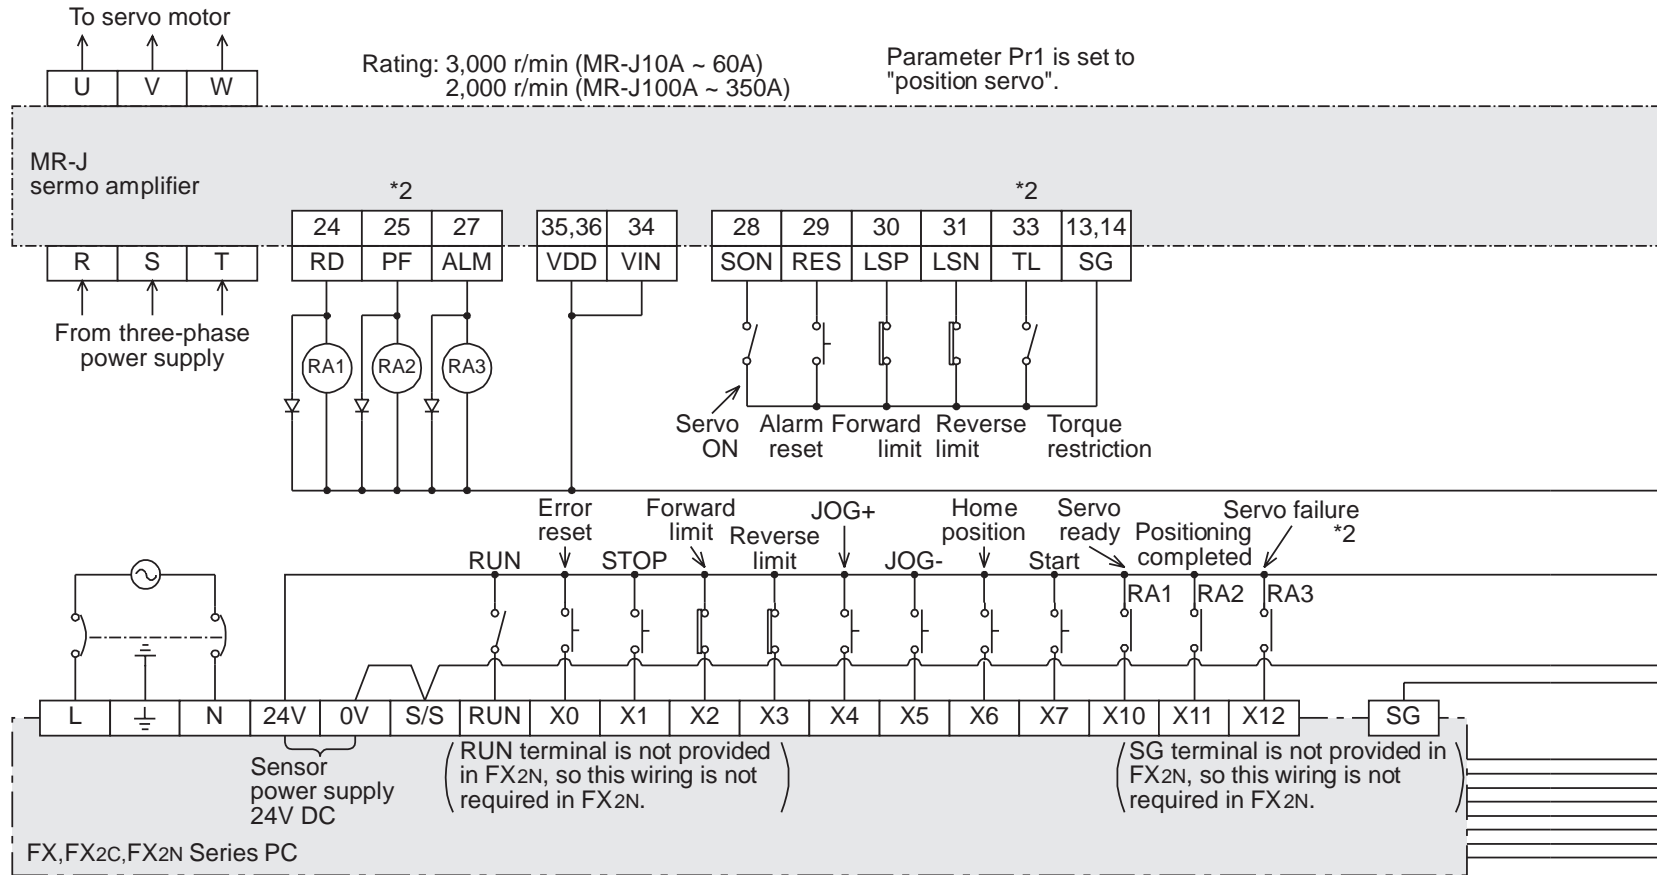 To servo motor
U V W
Rating: 3,000 r/min (MR-J10A ~ 60A)
2,000 r/min (MR-J100A ~ 350A)
Parameter Pr1 is set to
"position servo".
MR-J
sermo amplifier
*2 *2
24 25 27 35,36 34 28 29 30 31 33 13,14
R S T RD PF ALM VDD VIN SON RES LSP LSN TL SG
From three-phase
power supply
RA1 RA2 RA3
Servo
ON
Alarm
reset
Forward
limit
Reverse
limit
Torque
restriction
RUN
Error
reset
STOP
Forward
limit
Reverse
limit
JOG+
JOG-
Home
position
Start
Servo
ready
Positioning
completed
Servo failure
*2
RA1 RA2 RA3
L N 24V 0V S/S RUN X0 X1 X2 X3 X4 X5 X6 X7 X10 X11 X12 SG
Sensor
power supply
24V DC
(RUN terminal is not provided
in FX2N, so this wiring is not
required in FX2N.)
(SG terminal is not provided in
FX2N, so this wiring is not
required in FX2N.)
FX,FX2C,FX2N Series PC